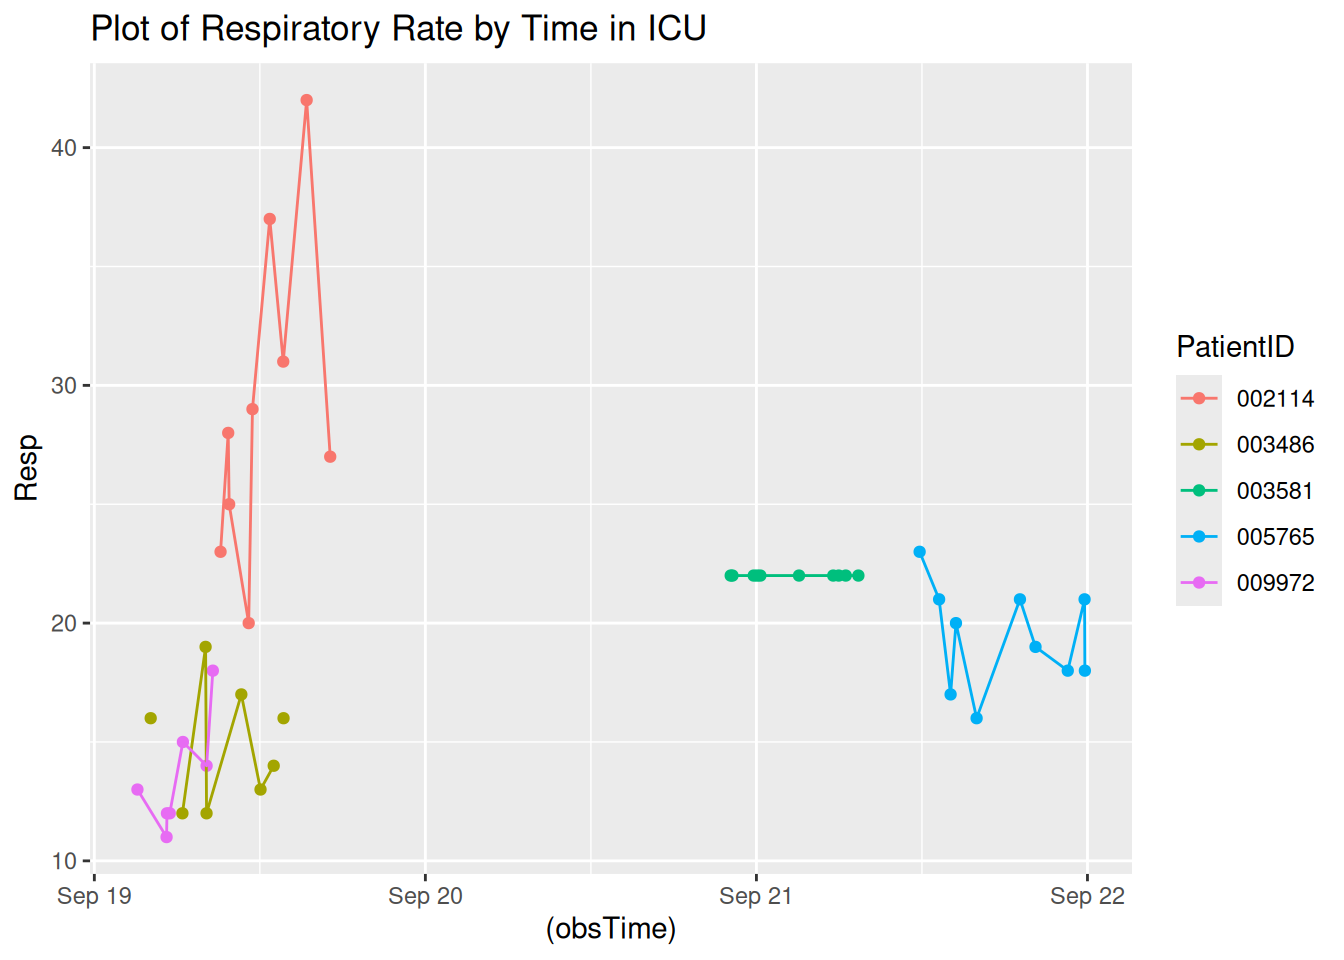 Plot of Respiratory Rate by Time in ICU
40
30
20
10
Resp
Sep 19
Sep 20
Sep 21
Sep 22
(obsTime)
PatientID
002114
003486
003581
005765
009972